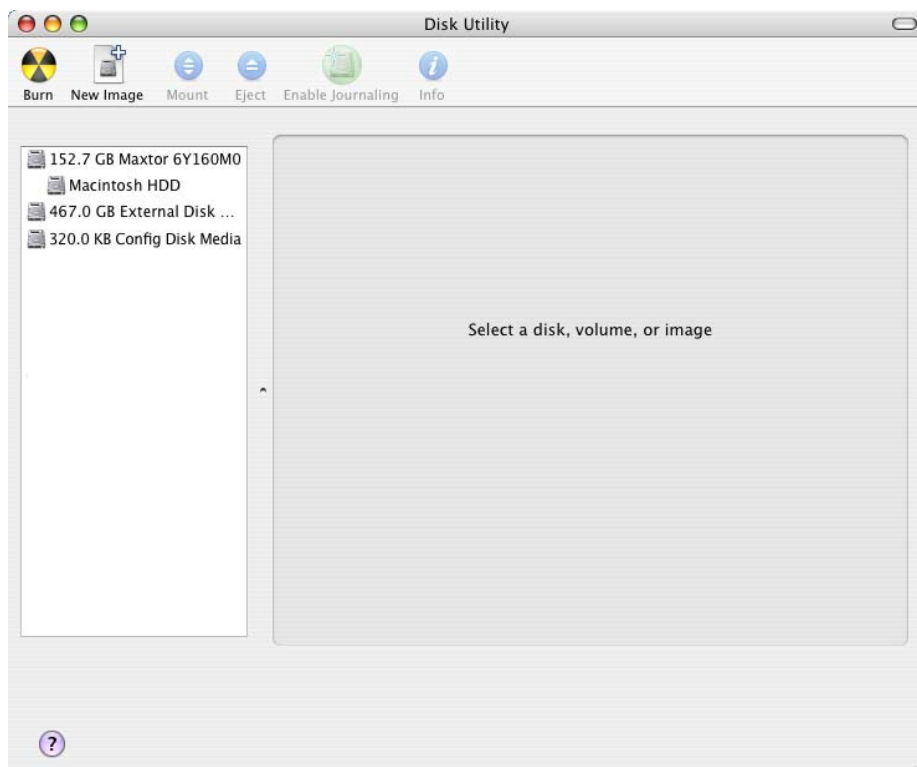 Disk Utility
Burn New Image Mount Eject Enable Journaling Info
152.7 GB Maxtor 6Y160M0
Macintosh HDD
467.0 GB External Disk ...
320.0 KB Config Disk Media
Select a disk, volume, or image
?